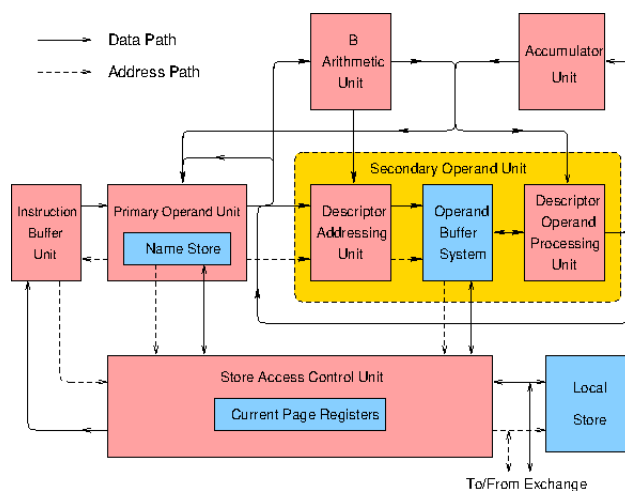 Data Path
Address Path
B
Arithmetic
Unit
Accumulator
Unit
Secondary Operand Unit
Instruction
Buffer
Unit
Primary Operand Unit
Name Store
Descriptor
Addressing
Unit
Operand
Buffer
System
Descriptor
Operand
Processing
Unit
Store Access Control Unit
Current Page Registers
Local
Store
To/From Exchange